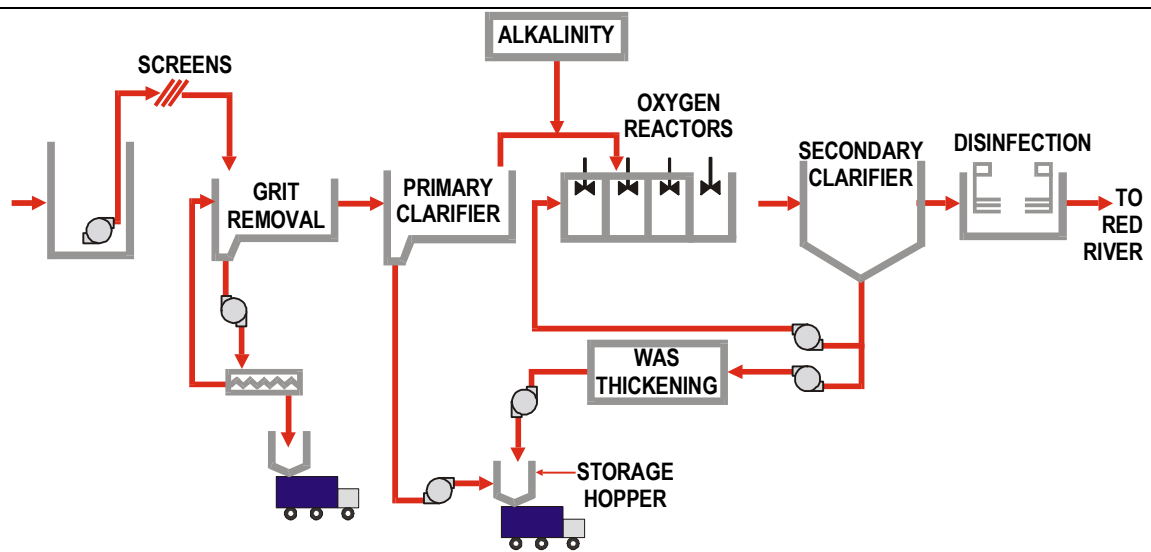 ALKALINITY
SCREENS
OXYGEN
REACTORS
DISINFECTION
SECONDARY
CLARIFIER
GRIT
REMOVAL
PRIMARY
CLARIFIER
TO
RED
RIVER
WAS
THICKENING
STORAGE
HOPPER